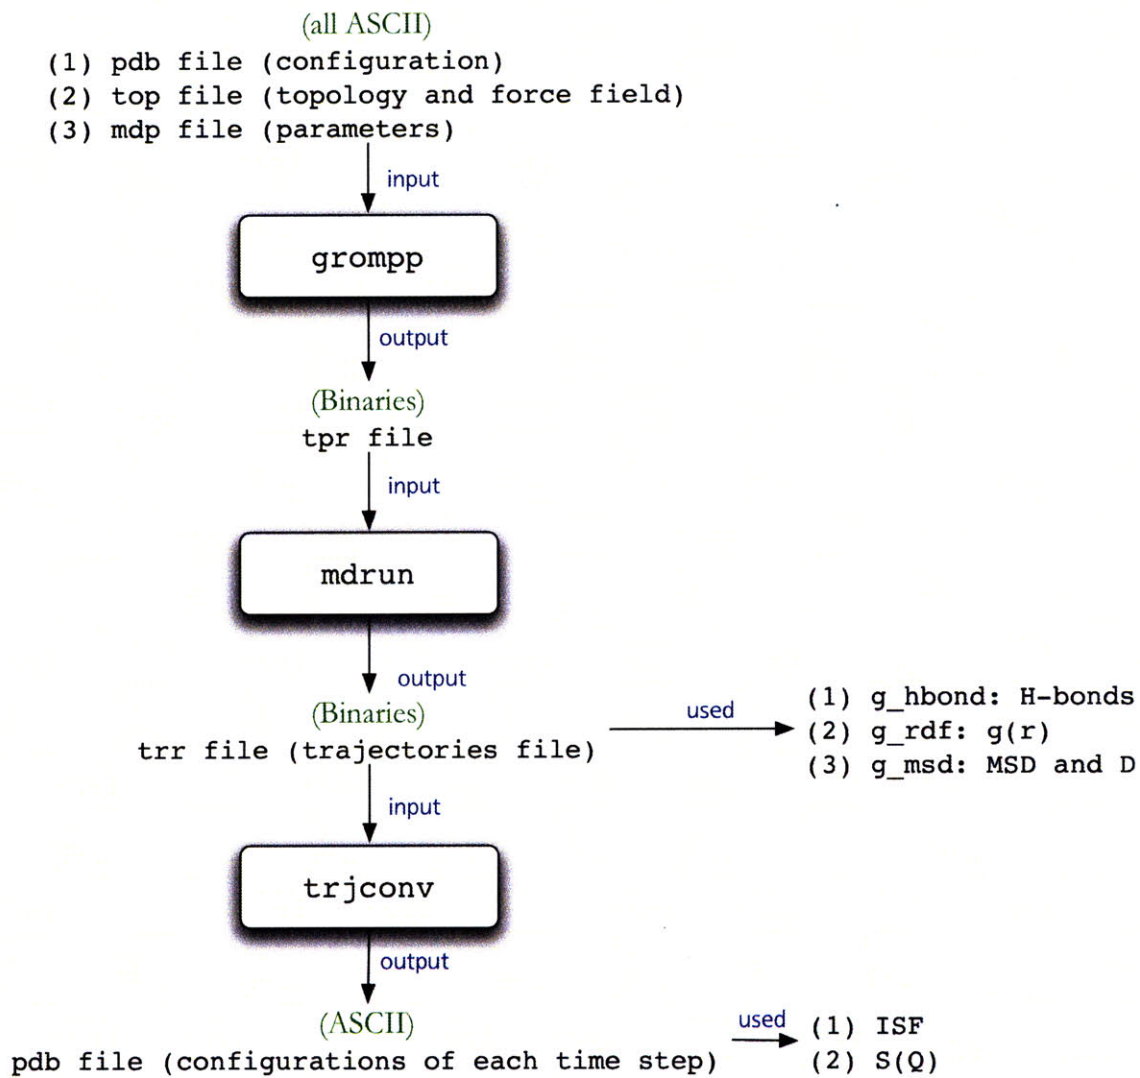 (all ASCII)
(1) pdb file (configuration)
(2) top file (topology and force field)
(3) mdp file (parameters)
input
grompp
output
(Binaries)
tpr file
input
mdrun
output
(Binaries)
trr file (trajectories file)
used
(1) g_hbond: H-bonds
(2) g_rdf: g(r)
(3) g_msd: MSD and D
input
trjconv
output
(ASCII)
pdb file (configurations of each time step)
used
(1) ISF
(2) S(Q)